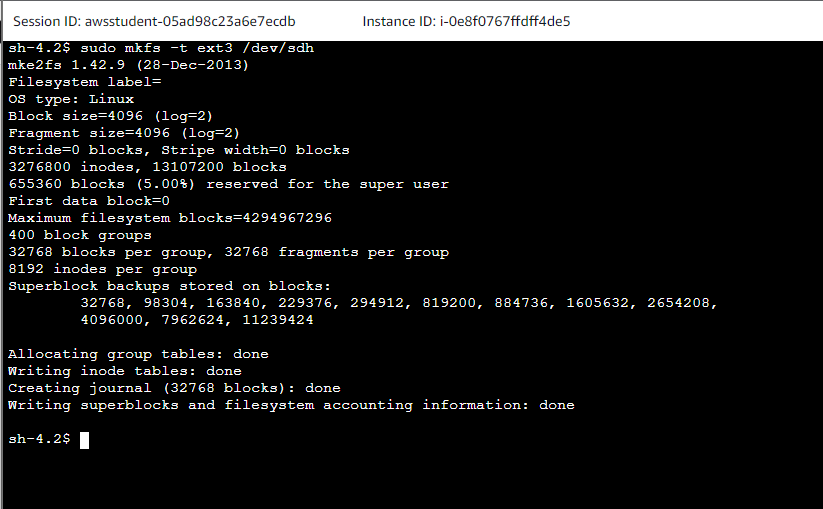 Session ID: awsstudent-05ad98c23a6e7ecdb Instance ID: i-0e8f0767ffdff4de5
sh-4.2$ sudo mkfs -t ext3 /dev/sdh
mke2fs 1.42.9 (28-Dec-2013)
Filesystem label=
OS type: Linux
Block size=4096 (log=2)
Fragment size=4096 (log=2)
Stride=0 blocks, Stripe width=0 blocks
3276800 inodes, 13107200 blocks
655360 blocks (5.00%) reserved for the super user
First data block=0
Maximum filesystem blocks=4294967296
400 block groups
32768 blocks per group, 32768 fragments per group
8192 inodes per group
Superblock backups stored on blocks:
32768, 98304, 163840, 229376, 294912, 819200, 884736, 1605632, 2654208,
4096000, 7962624, 11239424
Allocating group tables: done
Writing inode tables: done
Creating journal (32768 blocks): done
Writing superblocks and filesystem accounting information: done
sh-4.2$